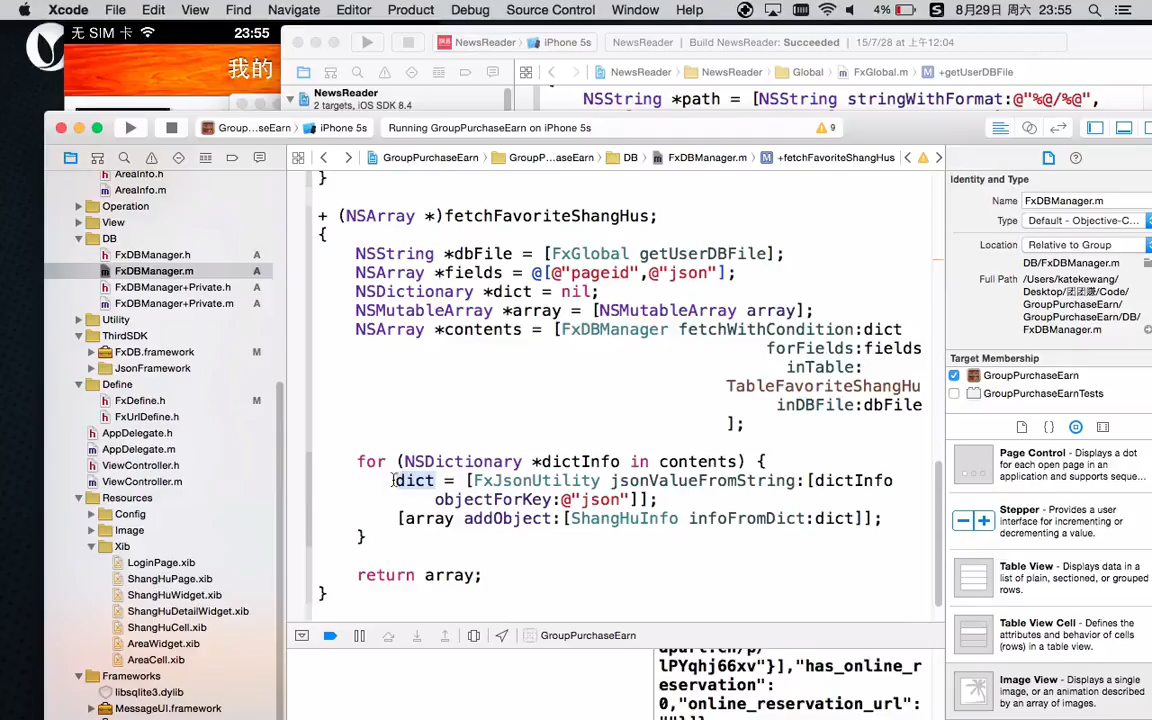 Xcode File Edit View Find Navigate Editor Product Debug Source Control Window Help 4% S 8月29日 周六 23:55
无 SIM 卡 23:55
我的
NewsReader iPhone 5s NewsReader Build NewsReader: Succeeded 15/7/28 at 上午12:04
NewsReader NewsReader Global FxGlobal.m M +getUserDBFile
NewsReader
2 targets, iOS SDK 8.4
NSString *path = [NSString stringWithFormat:@"%@/%@",
Group...seEarn iPhone 5s Running GroupPurchaseEarn on iPhone 5s 9
GroupPurchaseEarn GroupP...aseEarn DB FxDBManager.m M +fetchFavoriteShangHus
AreaInfo.h
AreaInfo.m
Operation
View
DB
FxDBManager.h A
FxDBManager.m A
FxDBManager+Private.h A
FxDBManager+Private.m A
Utility
ThirdSDK
FxDB.framework M
JsonFramework
Define
FxDefine.h M
FxUrlDefine.h
AppDelegate.h
AppDelegate.m
ViewController.h
ViewController.m
Resources
Config
Image
Xib
LoginPage.xib
ShangHuPage.xib
ShangHuWidget.xib
ShangHuDetailWidget.xib
ShangHuCell.xib
AreaWidget.xib
AreaCell.xib
Frameworks
libsqlite3.dylib
MessageUI.framework
}
+ (NSArray *)fetchFavoriteShangHus;
{
NSString *dbFile = [FxGlobal getUserDBFile];
NSArray *fields = @[@"pageid",@"json"];
NSDictionary *dict = nil;
NSMutableArray *array = [NSMutableArray array];
NSArray *contents = [FxDBManager fetchWithCondition:dict
forFields:fields
inTable:
TableFavoriteShangHu
inDBFile:dbFile
];
for (NSDictionary *dictInfo in contents) {
dict = [FxJsonUtility jsonValueFromString:[dictInfo
objectForKey:@"json"]];
[array addObject:[ShangHuInfo infoFromDict:dict]];
}
return array;
}
GroupPurchaseEarn
lPYqhj66xv"}],"has_online_r
eservation":
0,"online_reservation_url":
Identity and Type
Name FxDBManager.m
Type Default - Objective-C...
Location Relative to Group
DB/FxDBManager.m
Full Path /Users/katekewang/
Desktop/团团赚/Code/
GroupPurchaseEarn/
GroupPurchaseEarn/DB/
FxDBManager.m
Target Membership
GroupPurchaseEarn
GroupPurchaseEarnTests
Page Control - Displays a dot
for each open page in an
application and supports seque...
Stepper - Provides a user
interface for incrementing or
decrementing a value.
Table View - Displays data in a
list of plain, sectioned, or grouped
rows.
Table View Cell - Defines the
attributes and behavior of cells
(rows) in a table view.
Image View - Displays a single
image, or an animation described
by an array of images.